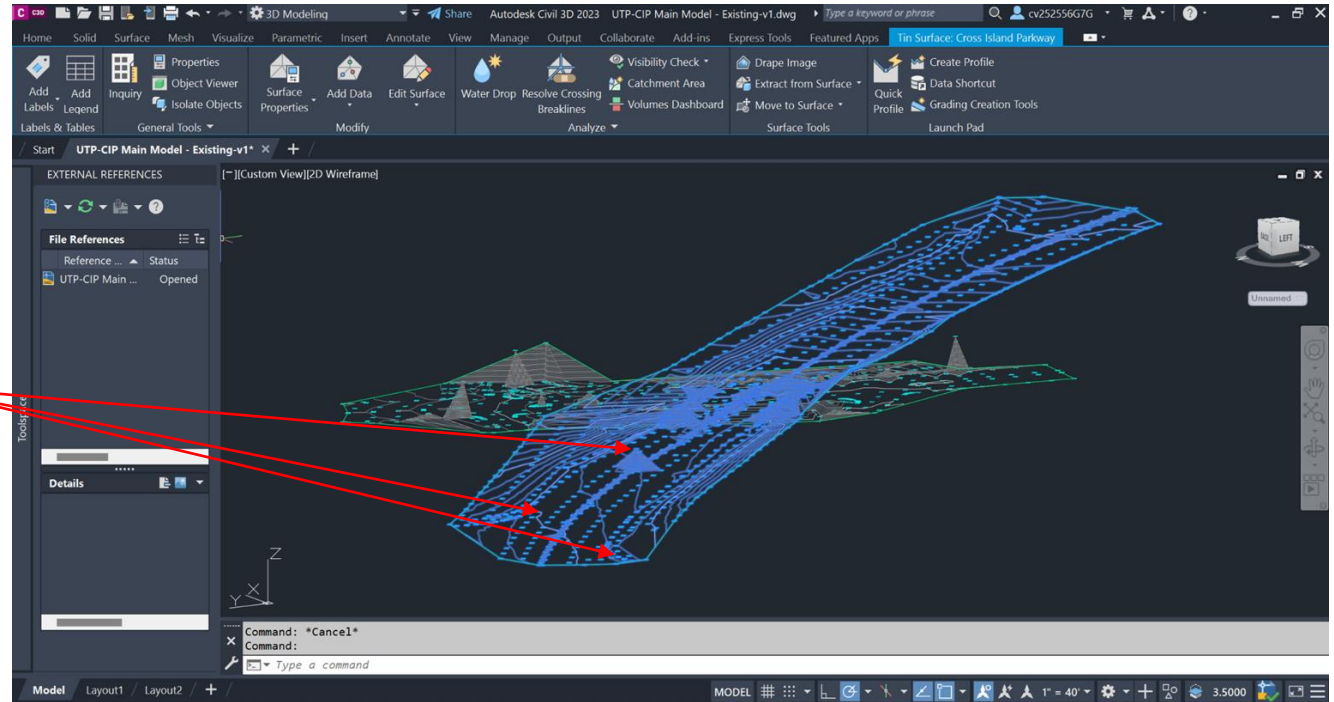 C C3D 3D Modeling Share Autodesk Civil 3D 2023 UTP-CIP Main Model - Existing-v1.dwg Type a keyword or phrase cv252556G7G
Home Solid Surface Mesh Visualize Parametric Insert Annotate View Manage Output Collaborate Add-ins Express Tools Featured Apps Tin Surface: Cross Island Parkway
Properties Visibility Check Drape Image Create Profile
Object Viewer Catchment Area Extract from Surface Data Shortcut
Isolate Objects Volumes Dashboard Move to Surface Grading Creation Tools
Add Labels
Add Legend
Inquiry
Surface Properties
Add Data
Edit Surface
Water Drop
Resolve Crossing Breaklines
Quick Profile
Labels & Tables General Tools Modify Analyze Surface Tools Launch Pad
Start UTP-CIP Main Model - Existing-v1* × +
EXTERNAL REFERENCES
[-][Custom View][2D Wireframe]
File References
Reference ... Status
UTP-CIP Main ... Opened
BACK LEFT
Unnamed
Toolspace
Details
Z
X
Y
Command: *Cancel*
Command:
Type a command
Model Layout1 Layout2 + MODEL 1" = 40' 3.5000